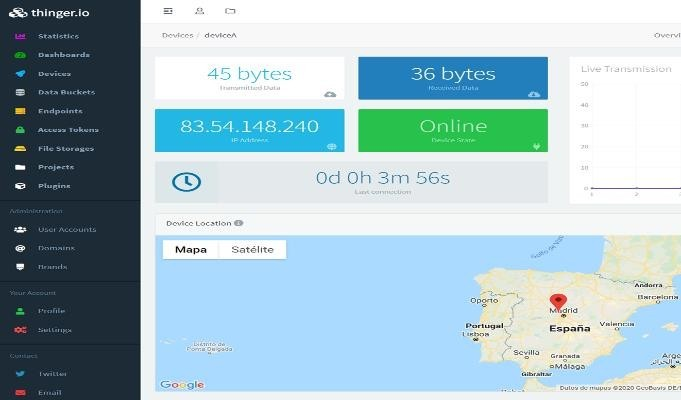 thinger.io
Statistics
Dashboards
Devices
Data Buckets
Endpoints
Access Tokens
File Storages
Projects
Plugins
Administration
User Accounts
Domains
Brands
Your Account
Profile
Settings
Contact
Twitter
Email
Devices / deviceA
Overvi
45 bytes
Transmitted Data
36 bytes
Received Data
83.54.148.240
IP Address
Online
Device State
0d 0h 3m 56s
Last connection
Live Transmission
50
40
30
20
10
0
1 2 3
Device Location
Mapa Satélite
Golfo de
Andorra
Oporto
Barcelona
Madrid
Portugal
España
Valencia
Lisboa
Distrito de
Ponta Delgada
Sevilla
Granada
Málaga
Gibraltar
Google
Datos de mapas ©2020 GeoBasis-DE/